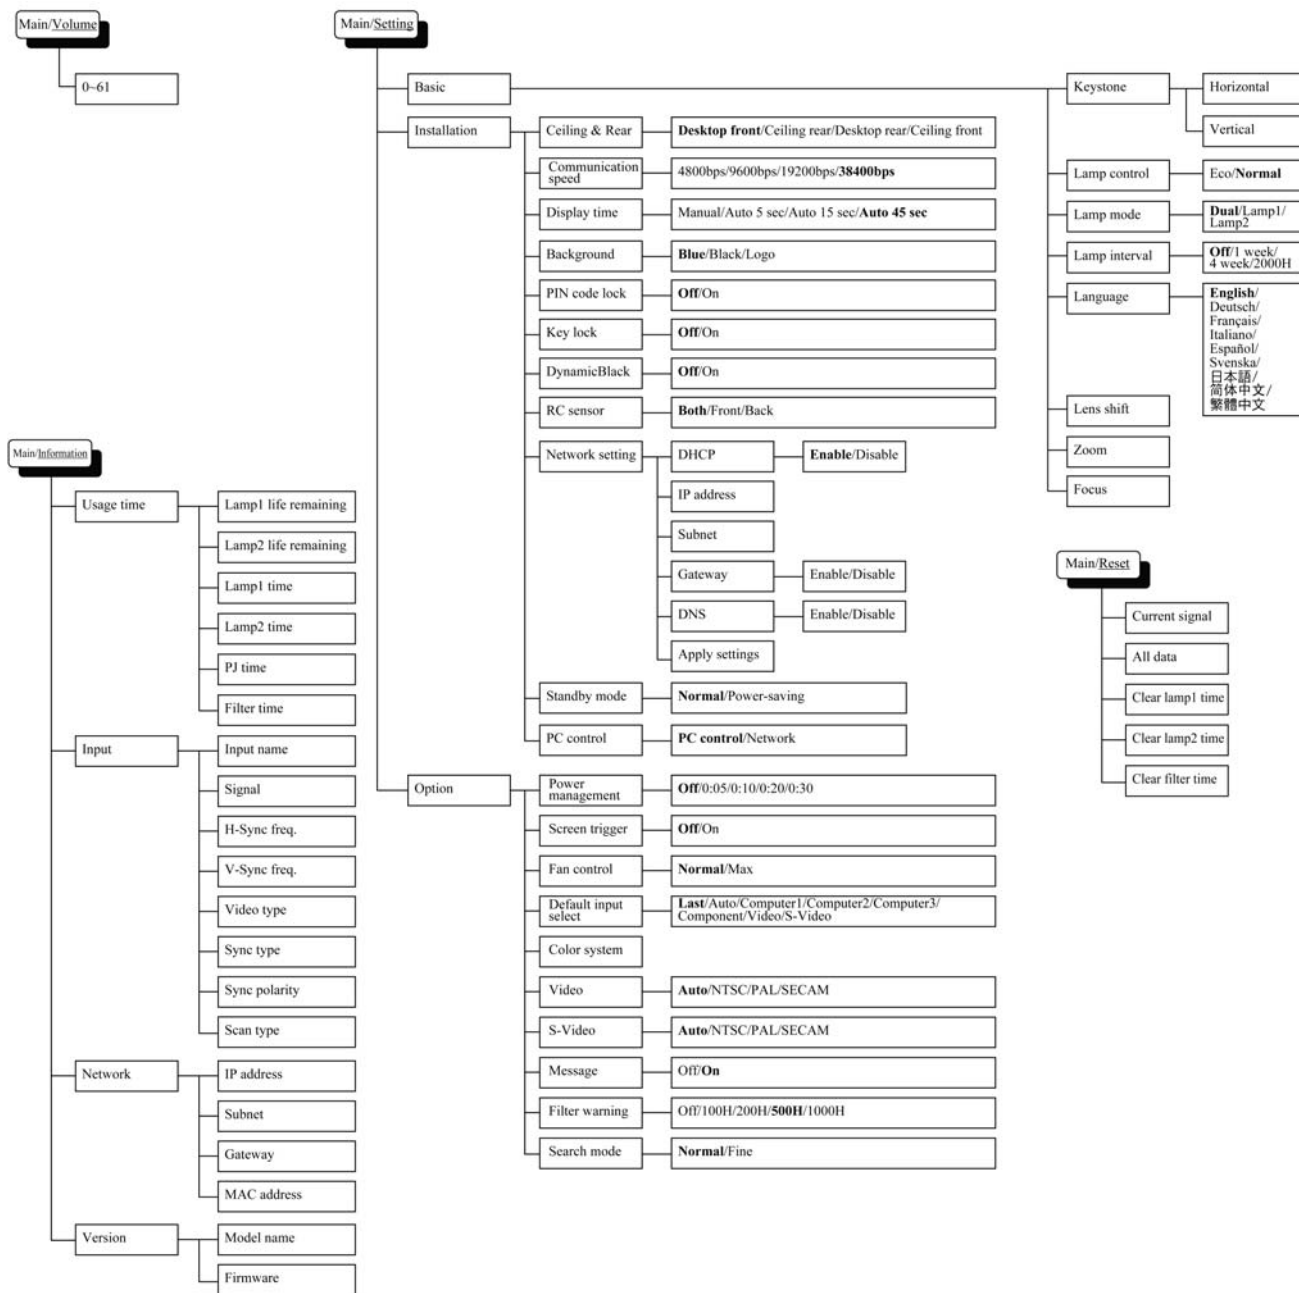 Main/Volume
0~61
Main/Setting
Basic
Keystone
Horizontal
Vertical
Lamp control
Eco/Normal
Lamp mode
Dual/Lamp1/
Lamp2
Lamp interval
Off/1 week/
4 week/2000H
Language
English/
Deutsch/
Français/
Italiano/
Español/
Svenska/
日本語/
简体中文/
繁體中文
Lens shift
Zoom
Focus
Installation
Ceiling & Rear
Desktop front/Ceiling rear/Desktop rear/Ceiling front
Communication
speed
4800bps/9600bps/19200bps/38400bps
Display time
Manual/Auto 5 sec/Auto 15 sec/Auto 45 sec
Background
Blue/Black/Logo
PIN code lock
Off/On
Key lock
Off/On
DynamicBlack
Off/On
RC sensor
Both/Front/Back
Network setting
DHCP
Enable/Disable
IP address
Subnet
Gateway
Enable/Disable
DNS
Enable/Disable
Apply settings
Standby mode
Normal/Power-saving
PC control
PC control/Network
Option
Power
management
Off/0:05/0:10/0:20/0:30
Screen trigger
Off/On
Fan control
Normal/Max
Default input
select
Last/Auto/Computer1/Computer2/Computer3/
Component/Video/S-Video
Color system
Video
Auto/NTSC/PAL/SECAM
S-Video
Auto/NTSC/PAL/SECAM
Message
Off/On
Filter warning
Off/100H/200H/500H/1000H
Search mode
Normal/Fine
Main/Information
Usage time
Lamp1 life remaining
Lamp2 life remaining
Lamp1 time
Lamp2 time
PJ time
Filter time
Input
Input name
Signal
H-Sync freq.
V-Sync freq.
Video type
Sync type
Sync polarity
Scan type
Network
IP address
Subnet
Gateway
MAC address
Version
Model name
Firmware
Main/Reset
Current signal
All data
Clear lamp1 time
Clear lamp2 time
Clear filter time